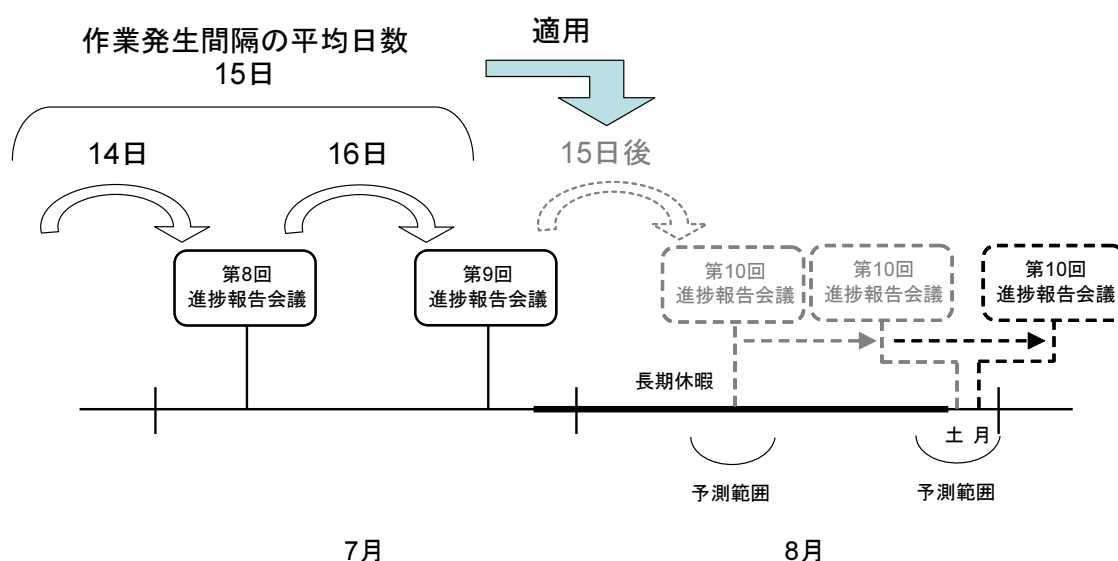 作業発生間隔の平均日数
15日
適用
14日
16日
15日後
第8回
進捗報告会議
第9回
進捗報告会議
第10回
進捗報告会議
第10回
進捗報告会議
第10回
進捗報告会議
長期休暇
土 月
予測範囲
予測範囲
7月
8月